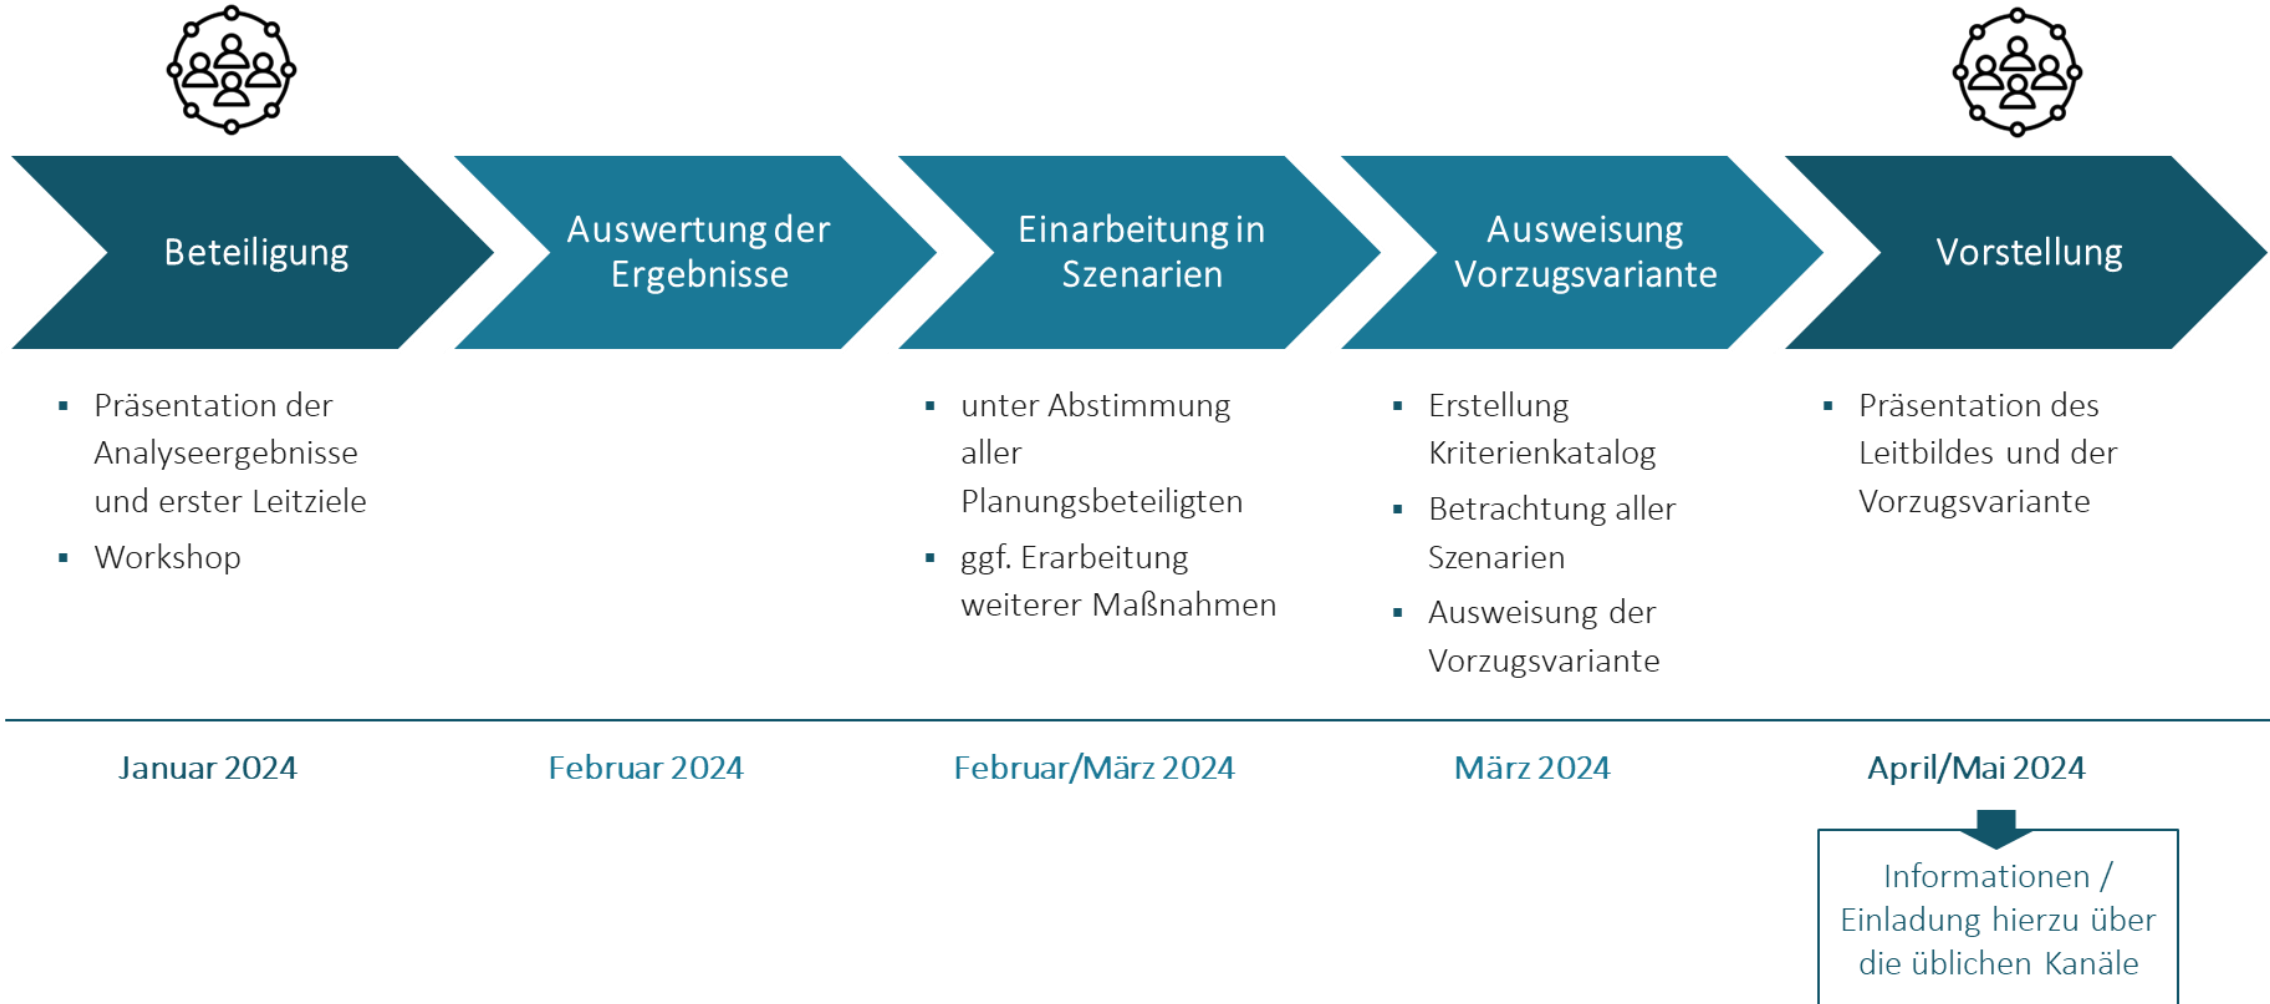 Beteiligung
Auswertung der
Ergebnisse
Einarbeitung in
Szenarien
Ausweisung
Vorzugsvariante
Vorstellung
▪ Präsentation der
Analyseergebnisse
und erster Leitziele
▪ Workshop
▪ unter Abstimmung
aller
Planungsbeteiligten
▪ ggf. Erarbeitung
weiterer Maßnahmen
▪ Erstellung
Kriterienkatalog
▪ Betrachtung aller
Szenarien
▪ Ausweisung der
Vorzugsvariante
▪ Präsentation des
Leitbildes und der
Vorzugsvariante
Januar 2024
Februar 2024
Februar/März 2024
März 2024
April/Mai 2024
Informationen /
Einladung hierzu über
die üblichen Kanäle